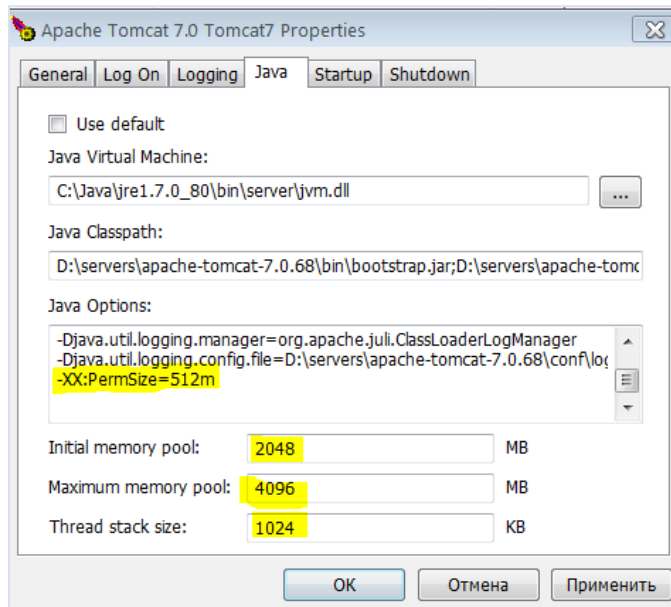 Apache Tomcat 7.0 Tomcat7 Properties
General Log On Logging Java Startup Shutdown
Use default
Java Virtual Machine:
C:\Java\jre1.7.0_80\bin\server\jvm.dll ...
Java Classpath:
D:\servers\apache-tomcat-7.0.68\bin\bootstrap.jar;D:\servers\apache-tomc
Java Options:
-Djava.util.logging.manager=org.apache.juli.ClassLoaderLogManager
-Djava.util.logging.config.file=D:\servers\apache-tomcat-7.0.68\conf\log
-XX:PermSize=512m
Initial memory pool: 2048 MB
Maximum memory pool: 4096 MB
Thread stack size: 1024 KB
OK Отмена Применить